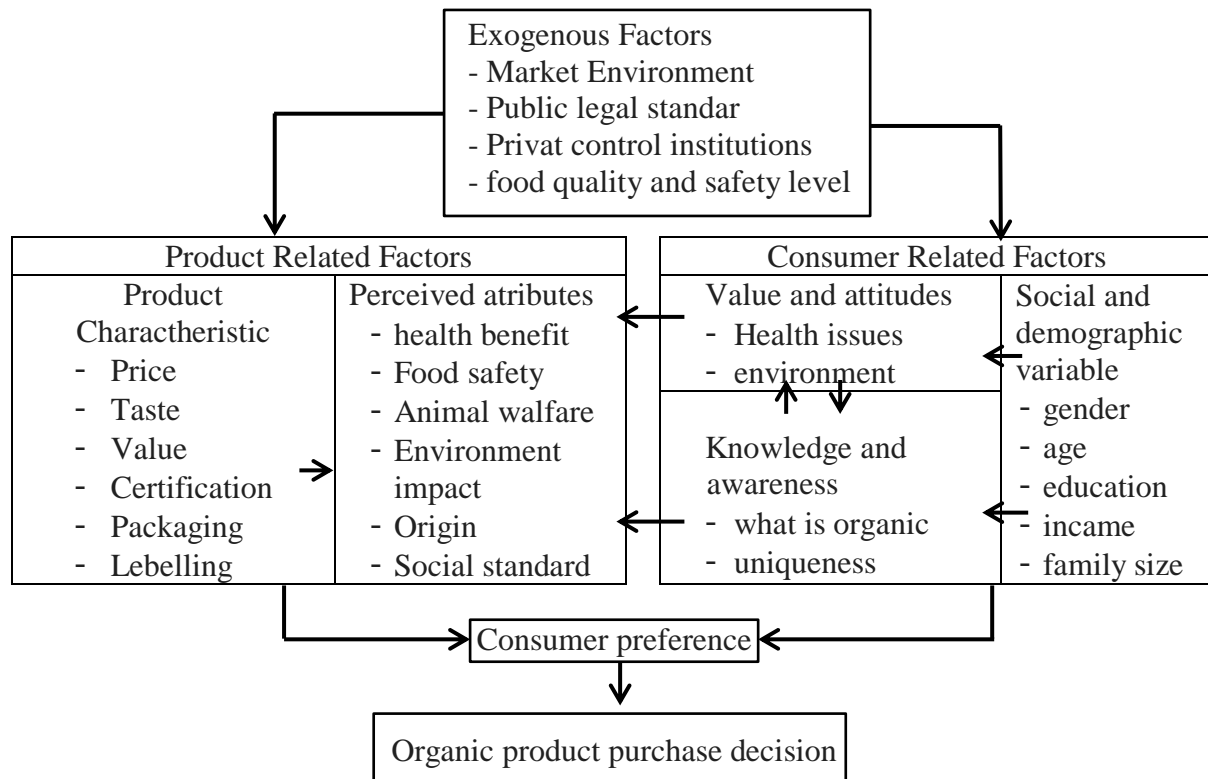 Exogenous Factors
- Market Environment
- Public legal standar
- Privat control institutions
- food quality and safety level
Product Related Factors
Product
Charactheristic
- Price
- Taste
- Value
- Certification
- Packaging
- Lebelling
Perceived atributes
- health benefit
- Food safety
- Animal walfare
- Environment
impact
- Origin
- Social standard
Consumer Related Factors
Value and attitudes
- Health issues
- environment
Knowledge and
awareness
- what is organic
- uniqueness
Social and
demographic
variable
- gender
- age
- education
- incame
- family size
Consumer preference
Organic product purchase decision